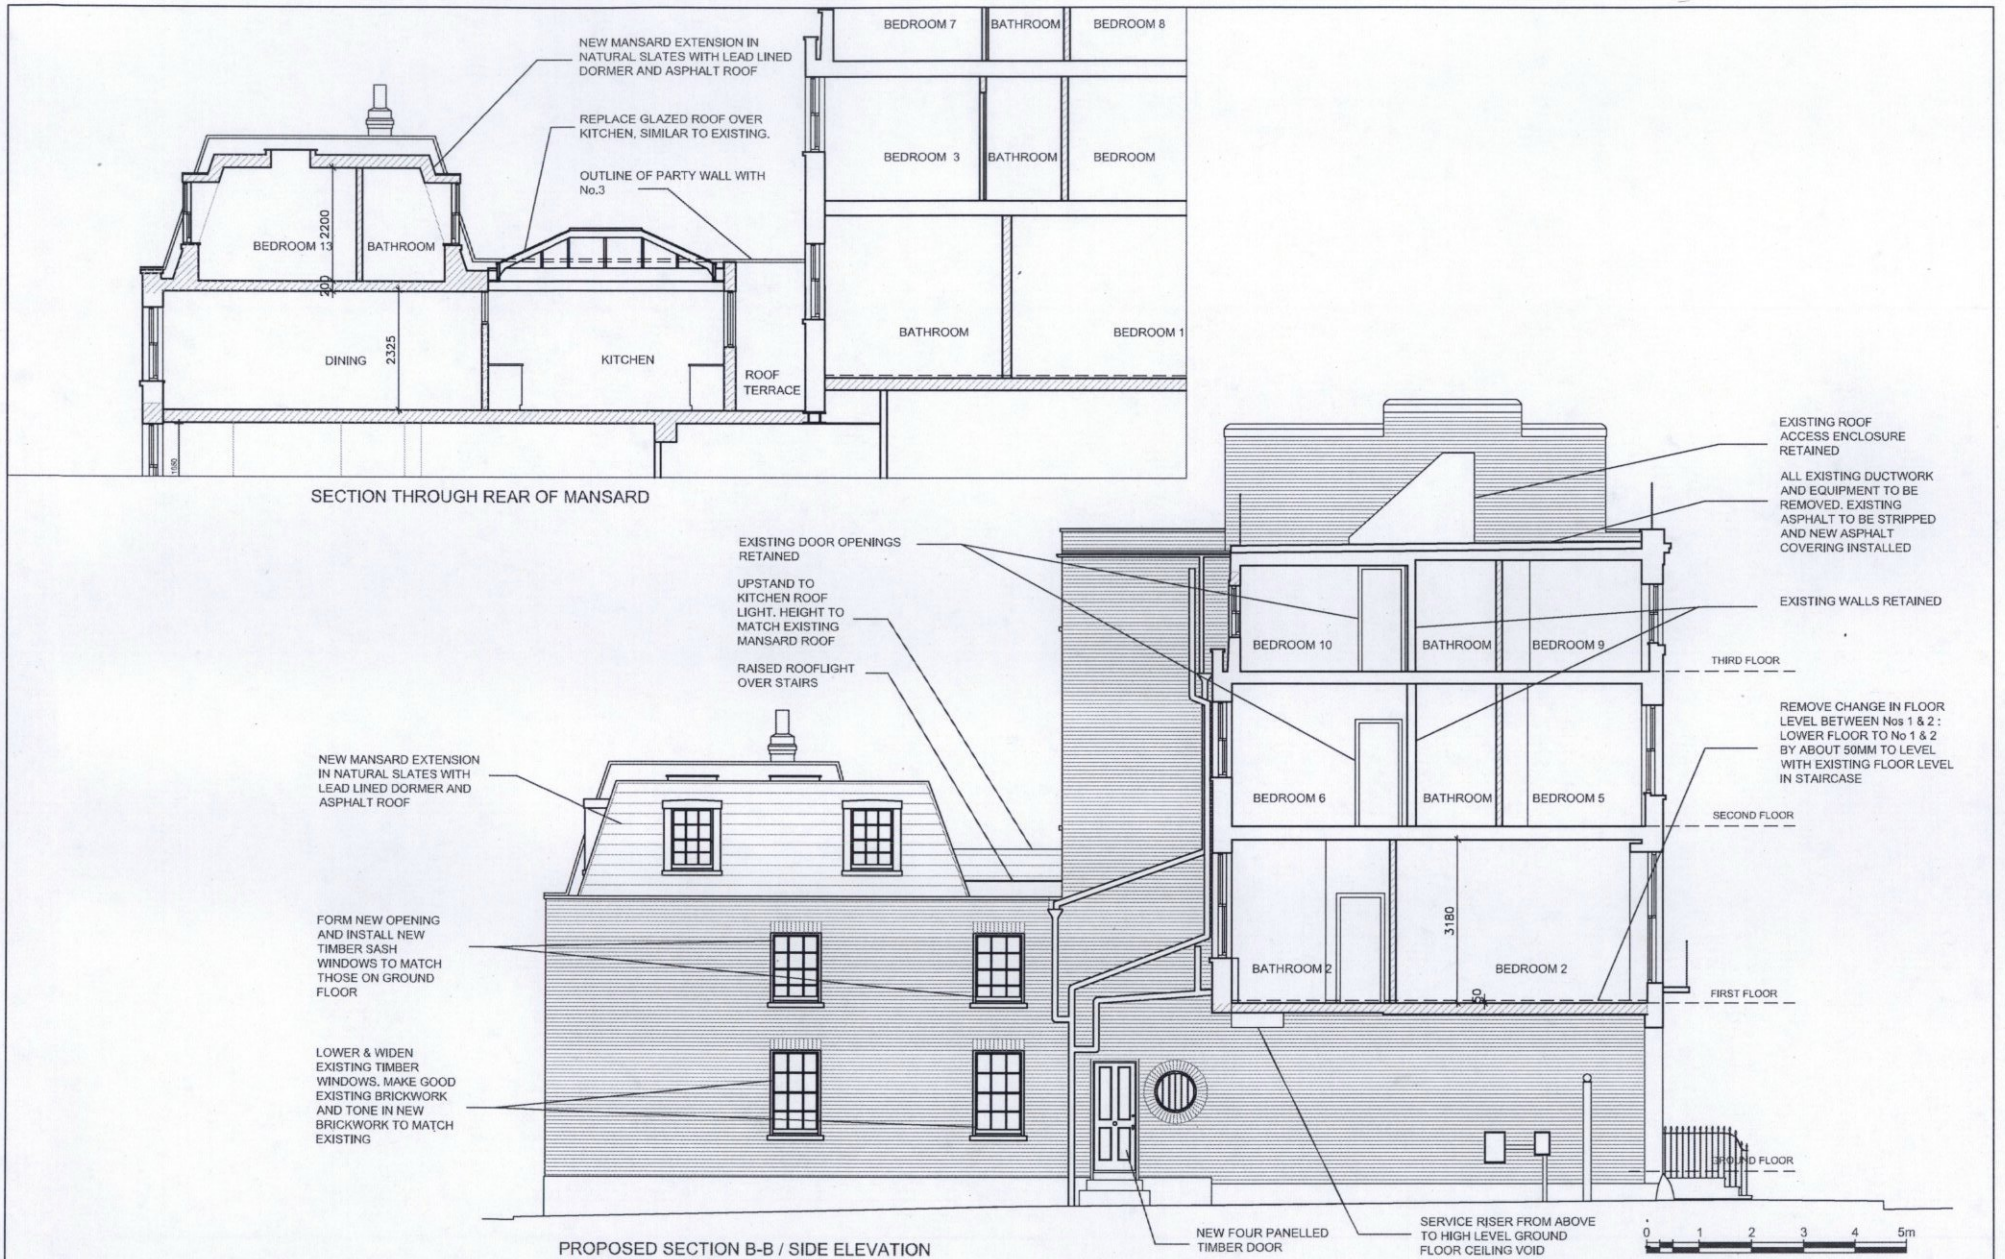 NEW MANSARD EXTENSION IN
NATURAL SLATES WITH LEAD LINED
DORMER AND ASPHALT ROOF
REPLACE GLAZED ROOF OVER
KITCHEN, SIMILAR TO EXISTING.
OUTLINE OF PARTY WALL WITH
No.3
BEDROOM 7
BATHROOM
BEDROOM 8
BEDROOM 3
BATHROOM
BEDROOM
BATHROOM
BEDROOM 1
BEDROOM 13
2200
BATHROOM
200
DINING
2325
KITCHEN
ROOF
TERRACE
SECTION THROUGH REAR OF MANSARD
EXISTING DOOR OPENINGS
RETAINED
UPSTAND TO
KITCHEN ROOF
LIGHT. HEIGHT TO
MATCH EXISTING
MANSARD ROOF
RAISED ROOFLIGHT
OVER STAIRS
EXISTING ROOF
ACCESS ENCLOSURE
RETAINED
ALL EXISTING DUCTWORK
AND EQUIPMENT TO BE
REMOVED. EXISTING
ASPHALT TO BE STRIPPED
AND NEW ASPHALT
COVERING INSTALLED
EXISTING WALLS RETAINED
BEDROOM 10
BATHROOM
BEDROOM 9
THIRD FLOOR
REMOVE CHANGE IN FLOOR
LEVEL BETWEEN Nos 1 & 2 :
LOWER FLOOR TO No 1 & 2
BY ABOUT 50MM TO LEVEL
WITH EXISTING FLOOR LEVEL
IN STAIRCASE
BEDROOM 6
BATHROOM
BEDROOM 5
SECOND FLOOR
3180
BATHROOM 2
BEDROOM 2
50
FIRST FLOOR
NEW MANSARD EXTENSION
IN NATURAL SLATES WITH
LEAD LINED DORMER AND
ASPHALT ROOF
FORM NEW OPENING
AND INSTALL NEW
TIMBER SASH
WINDOWS TO MATCH
THOSE ON GROUND
FLOOR
LOWER & WIDEN
EXISTING TIMBER
WINDOWS. MAKE GOOD
EXISTING BRICKWORK
AND TONE IN NEW
BRICKWORK TO MATCH
EXISTING
GROUND FLOOR
NEW FOUR PANELLED
TIMBER DOOR
SERVICE RISER FROM ABOVE
TO HIGH LEVEL GROUND
FLOOR CEILING VOID
0 1 2 3 4 5m
PROPOSED SECTION B-B / SIDE ELEVATION